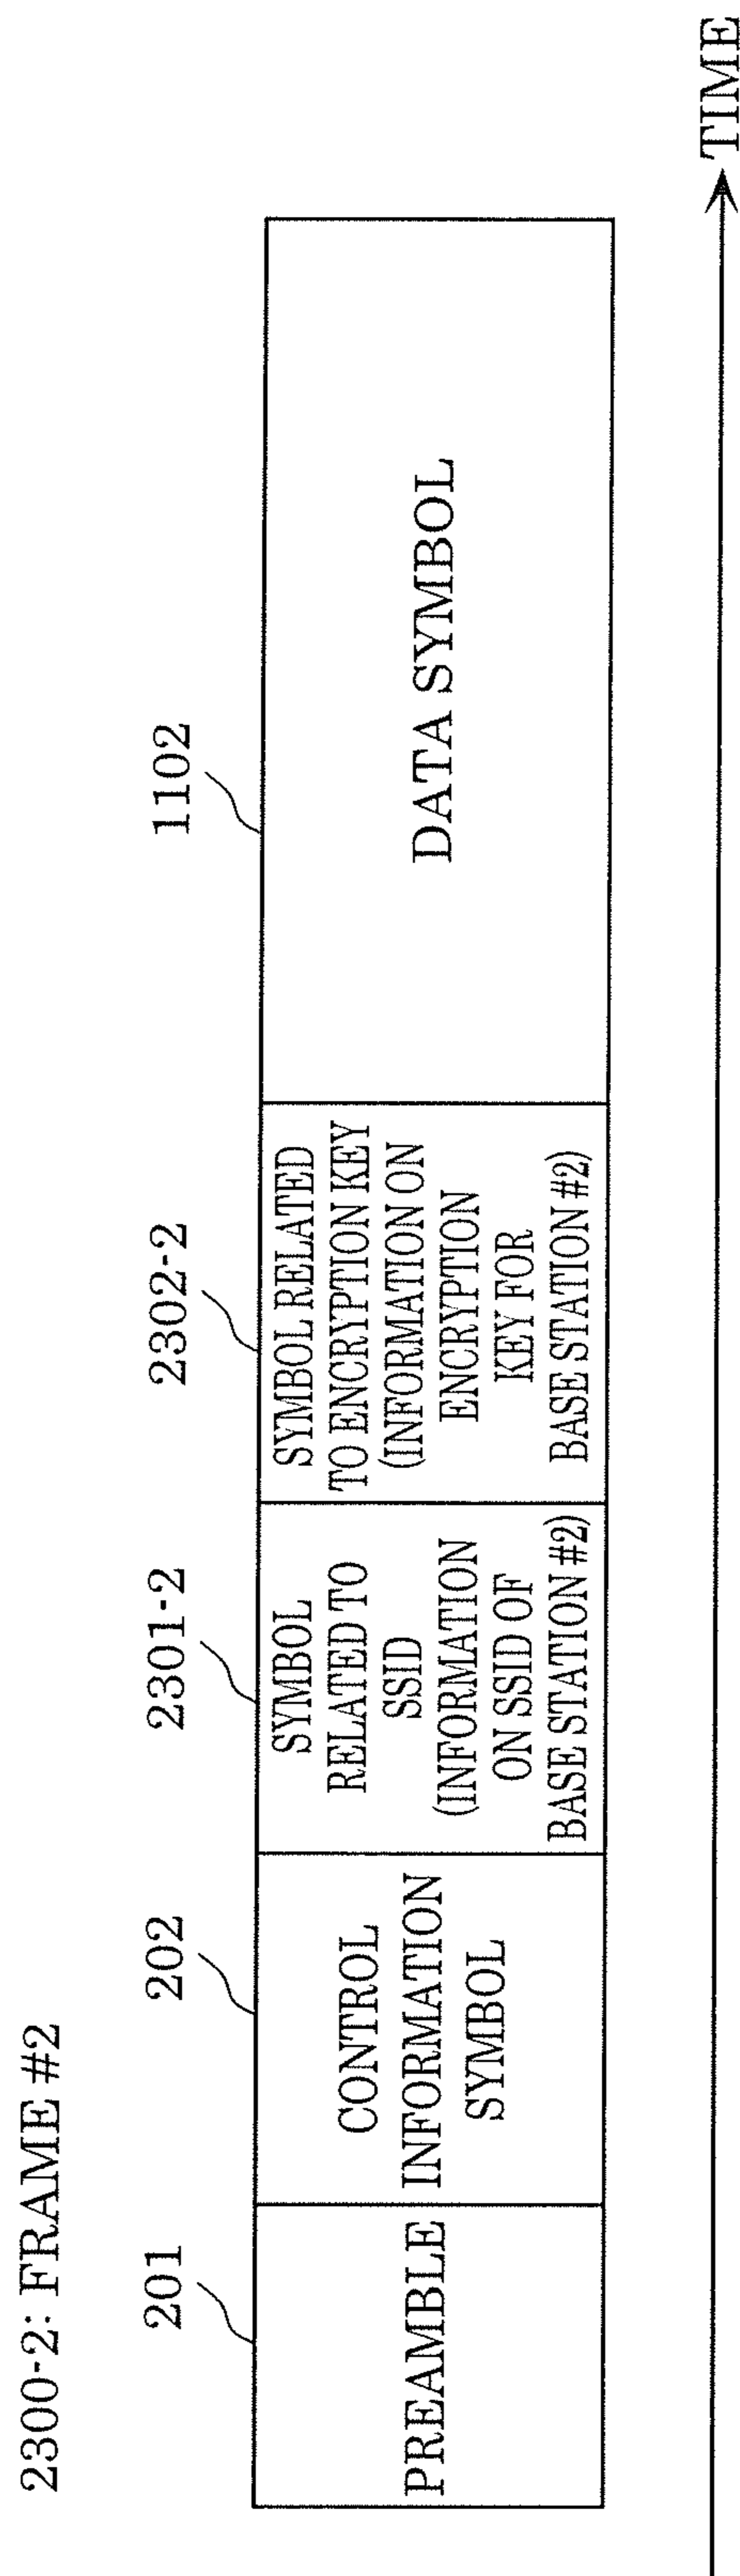 2300-2: FRAME #2
201
202
2301-2
2302-2
1102
PREAMBLE
CONTROL
INFORMATION
SYMBOL
SYMBOL
RELATED TO
SSID
(INFORMATION
ON SSID OF
BASE STATION #2)
SYMBOL RELATED
TO ENCRYPTION KEY
(INFORMATION ON
ENCRYPTION
KEY FOR
BASE STATION #2)
DATA SYMBOL
TIME